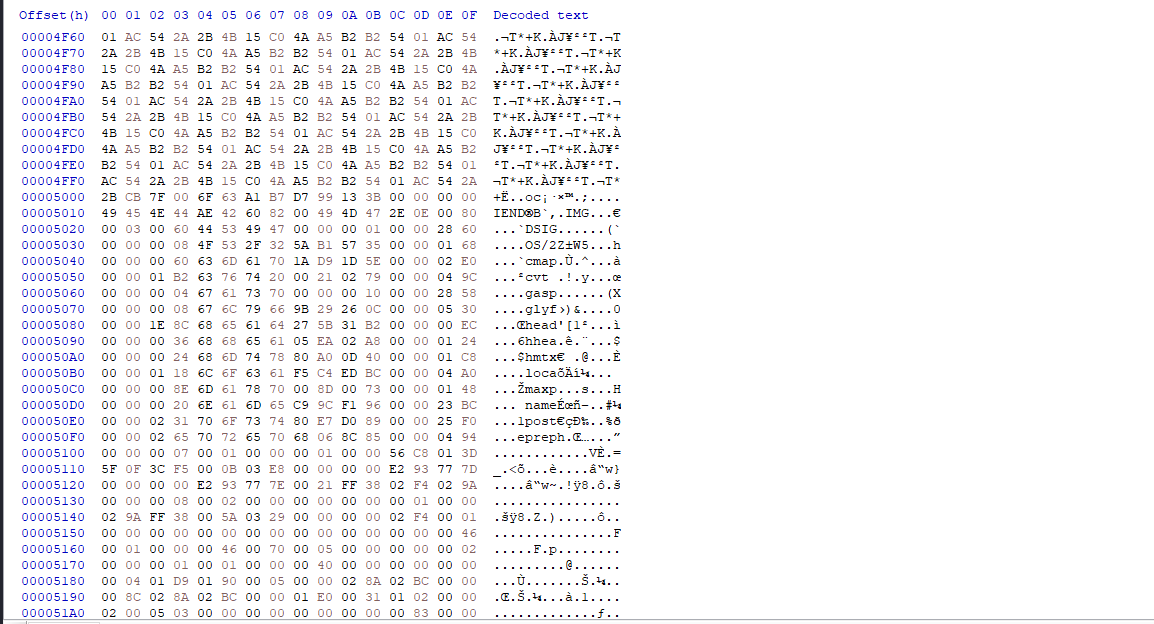 Offset(h) 00 01 02 03 04 05 06 07 08 09 0A 0B 0C 0D 0E 0F Decoded text
00004F60 01 AC 54 2A 2B 4B 15 C0 4A A5 B2 B2 54 01 AC 54 .¬T*+K.ÀJ¥²²T.¬T
00004F70 2A 2B 4B 15 C0 4A A5 B2 B2 54 01 AC 54 2A 2B 4B *+K.ÀJ¥²²T.¬T*+K
00004F80 15 C0 4A A5 B2 B2 54 01 AC 54 2A 2B 4B 15 C0 4A .ÀJ¥²²T.¬T*+K.ÀJ
00004F90 A5 B2 B2 54 01 AC 54 2A 2B 4B 15 C0 4A A5 B2 B2 ¥²²T.¬T*+K.ÀJ¥²²
00004FA0 54 01 AC 54 2A 2B 4B 15 C0 4A A5 B2 B2 54 01 AC T.¬T*+K.ÀJ¥²²T.¬
00004FB0 54 2A 2B 4B 15 C0 4A A5 B2 B2 54 01 AC 54 2A 2B T*+K.ÀJ¥²²T.¬T*+
00004FC0 4B 15 C0 4A A5 B2 B2 54 01 AC 54 2A 2B 4B 15 C0 K.ÀJ¥²²T.¬T*+K.À
00004FD0 4A A5 B2 B2 54 01 AC 54 2A 2B 4B 15 C0 4A A5 B2 J¥²²T.¬T*+K.ÀJ¥²
00004FE0 B2 54 01 AC 54 2A 2B 4B 15 C0 4A A5 B2 B2 54 01 ²T.¬T*+K.ÀJ¥²²T.
00004FF0 AC 54 2A 2B 4B 15 C0 4A A5 B2 B2 54 01 AC 54 2A ¬T*+K.ÀJ¥²²T.¬T*
00005000 2B CB 7F 00 6F 63 A1 B7 D7 99 13 3B 00 00 00 00 +Ë..oc¡·×™.;....
00005010 49 45 4E 44 AE 42 60 82 00 49 4D 47 2E 0E 00 80 IEND®B`‚.IMG...€
00005020 00 03 00 60 44 53 49 47 00 00 00 01 00 00 28 60 ...`DSIG......(`
00005030 00 00 00 08 4F 53 2F 32 5A B1 57 35 00 00 01 68 ....OS/2Z±W5...h
00005040 00 00 00 60 63 6D 61 70 1A D9 1D 5E 00 00 02 E0 ...`cmap.Ù.^...à
00005050 00 00 01 B2 63 76 74 20 00 21 02 79 00 00 04 9C ...²cvt .!.y...œ
00005060 00 00 00 04 67 61 73 70 00 00 00 10 00 00 28 58 ....gasp......(X
00005070 00 00 00 08 67 6C 79 66 9B 29 26 0C 00 00 05 30 ....glyf›)&....0
00005080 00 00 1E 8C 68 65 61 64 27 5B 31 B2 00 00 00 EC ...Œhead'[1²...ì
00005090 00 00 00 36 68 68 65 61 05 EA 02 A8 00 00 01 24 ...6hhea.ê.¨...$
000050A0 00 00 00 24 68 6D 74 78 80 A0 0D 40 00 00 01 C8 ...$hmtx€ .@...È
000050B0 00 00 01 18 6C 6F 63 61 F5 C4 ED BC 00 00 04 A0 ....locaõÄí¼... 
000050C0 00 00 00 8E 6D 61 78 70 00 8D 00 73 00 00 01 48 ...Žmaxp...s...H
000050D0 00 00 00 20 6E 61 6D 65 C9 9C F1 96 00 00 23 BC ... nameÉœñ–..#¼
000050E0 00 00 02 31 70 6F 73 74 80 E7 D0 89 00 00 25 F0 ...1post€çÐ‰..%ð
000050F0 00 00 02 65 70 72 65 70 68 06 8C 85 00 00 04 94 ...epreph.Œ…...”
00005100 00 00 00 07 00 01 00 00 00 01 00 00 56 C8 01 3D ............VÈ.=
00005110 5F 0F 3C F5 00 0B 03 E8 00 00 00 00 E2 93 77 7D _.<õ...è....â“w}
00005120 00 00 00 00 E2 93 77 7E 00 21 FF 38 02 F4 02 9A ....â“w~.!ÿ8.ô.š
00005130 00 00 00 08 00 02 00 00 00 00 00 00 00 01 00 00 ................
00005140 02 9A FF 38 00 5A 03 29 00 00 00 00 02 F4 00 01 .šÿ8.Z.).....ô..
00005150 00 00 00 00 00 00 00 00 00 00 00 00 00 00 00 46 ...............F
00005160 00 01 00 00 00 46 00 70 00 05 00 00 00 00 00 02 .....F.p........
00005170 00 00 00 01 00 01 00 00 00 40 00 00 00 00 00 00 .........@......
00005180 00 04 01 D9 01 90 00 05 00 00 02 8A 02 BC 00 00 ...Ù.......Š.¼..
00005190 00 8C 02 8A 02 BC 00 00 01 E0 00 31 01 02 00 00 .Œ.Š.¼...à.1....
000051A0 02 00 05 03 00 00 00 00 00 00 00 00 00 83 00 00 .............ƒ..